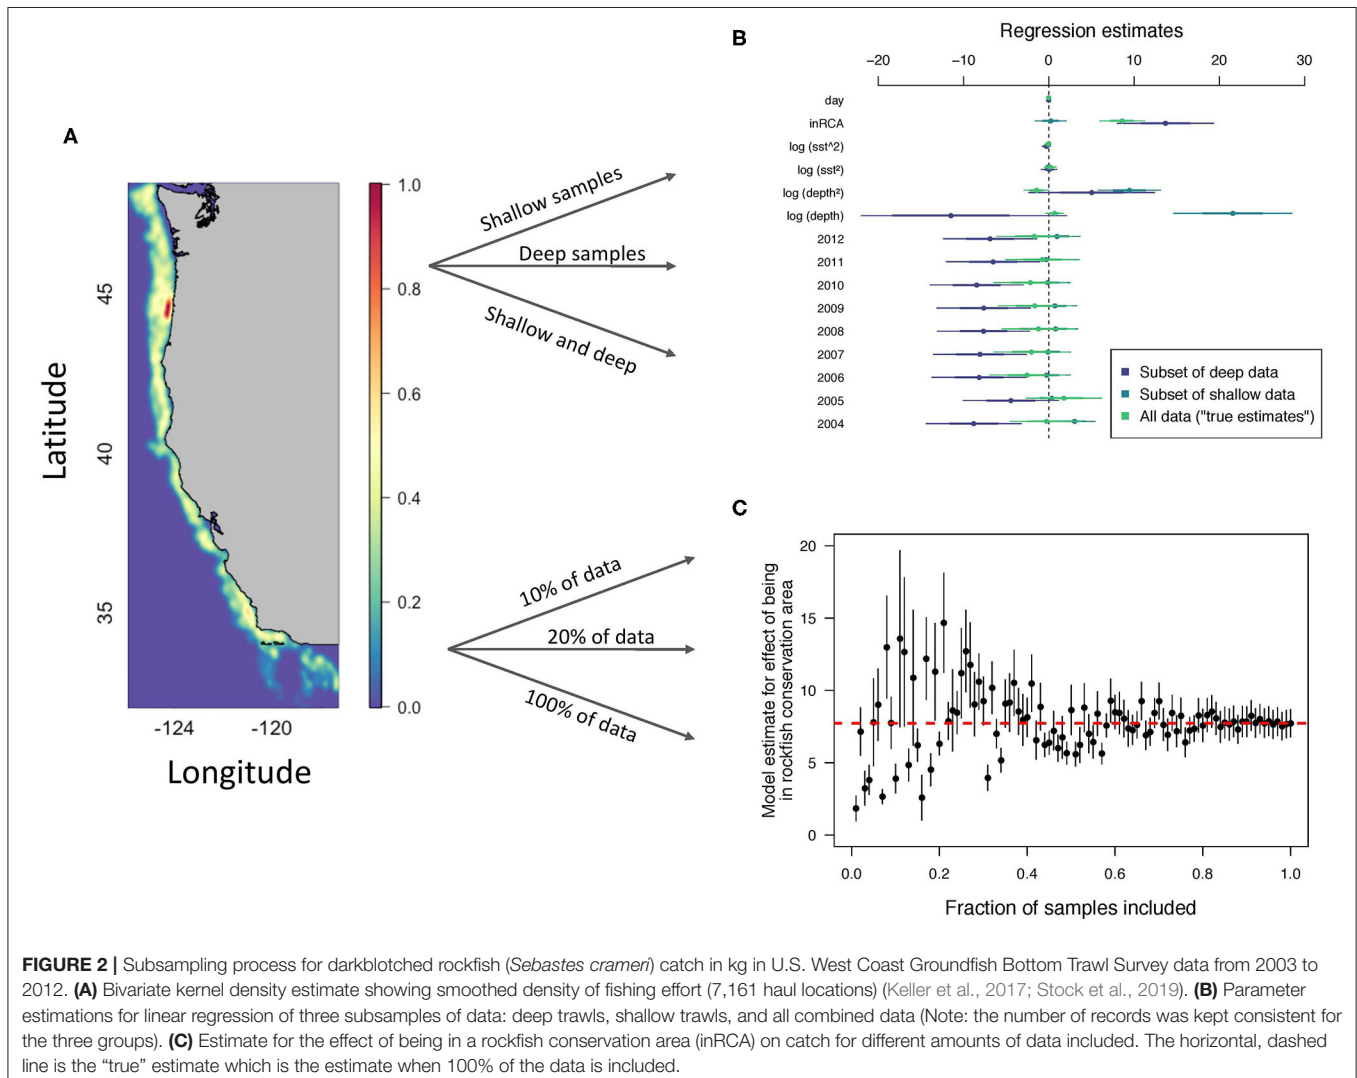 A
Latitude
45
40
35
-124
-120
Longitude
1.0
0.8
0.6
0.4
0.2
0.0
Shallow samples
Deep samples
Shallow and deep
10% of data
20% of data
100% of data
B
Regression estimates
−20 −10 0 10 20 30
day
inRCA
log (sst^2)
log (sst²)
log (depth²)
log (depth)
2012
2011
2010
2009
2008
2007
2006
2005
2004
Subset of deep data
Subset of shallow data
All data ("true estimates")
C
Model estimate for effect of being
in rockfish conservation area
20
15
10
5
0
0.0 0.2 0.4 0.6 0.8 1.0
Fraction of samples included
FIGURE 2 | Subsampling process for darkblotched rockfish (Sebastes crameri) catch in kg in U.S. West Coast Groundfish Bottom Trawl Survey data from 2003 to
2012. (A) Bivariate kernel density estimate showing smoothed density of fishing effort (7,161 haul locations) (Keller et al., 2017; Stock et al., 2019). (B) Parameter
estimations for linear regression of three subsamples of data: deep trawls, shallow trawls, and all combined data (Note: the number of records was kept consistent for
the three groups). (C) Estimate for the effect of being in a rockfish conservation area (inRCA) on catch for different amounts of data included. The horizontal, dashed
line is the “true” estimate which is the estimate when 100% of the data is included.